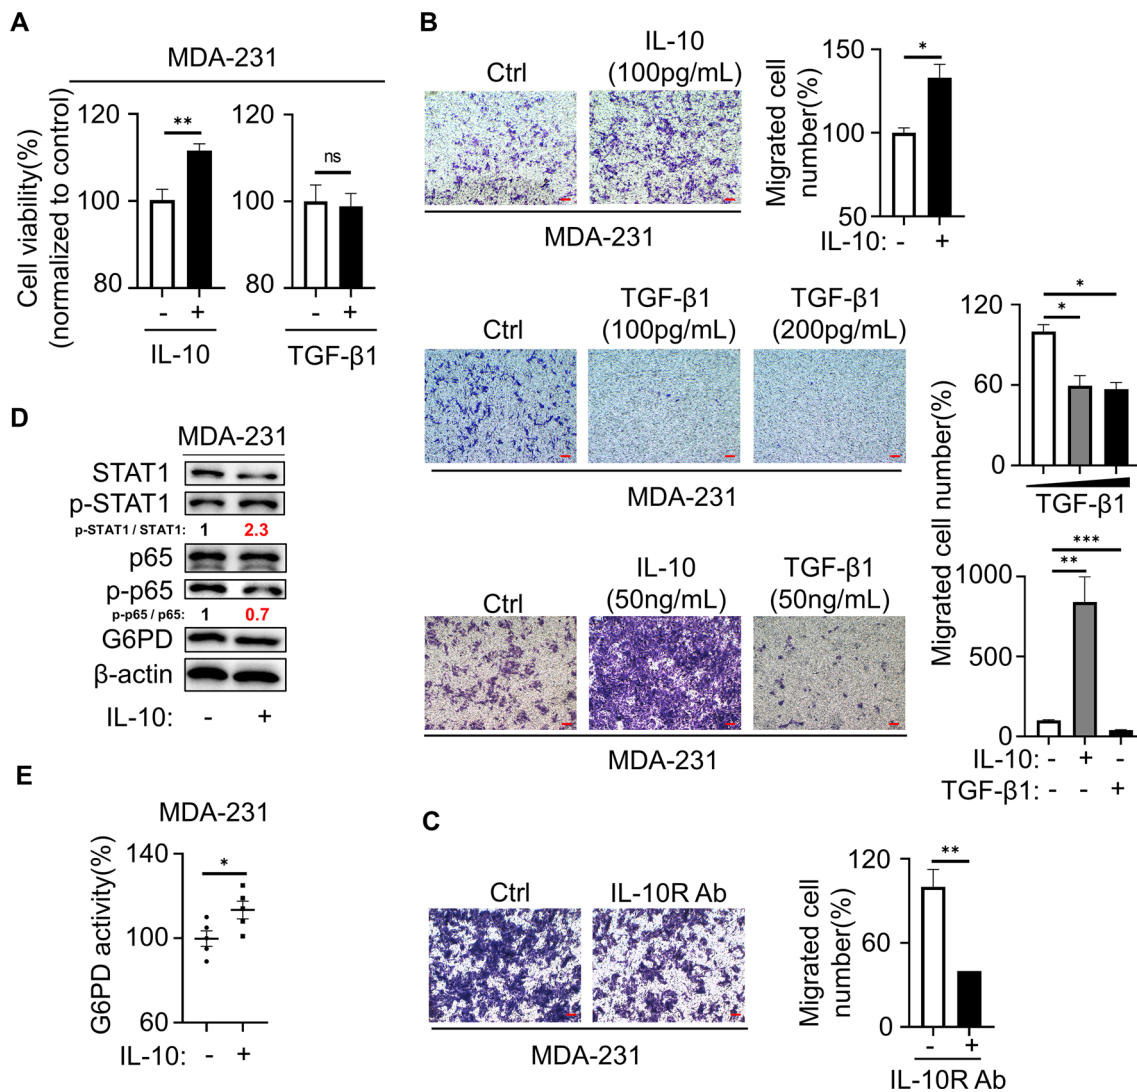 A
MDA-231
Cell viability(%)
(normalized to control)
120
100
80
**
- +
IL-10
120
100
80
ns
- +
TGF-β1
B
Ctrl
IL-10
(100pg/mL)
MDA-231
Migrated cell
number(%)
150
100
50
*
IL-10: - +
Ctrl
TGF-β1
(100pg/mL)
TGF-β1
(200pg/mL)
MDA-231
Migrated cell number(%)
120
60
0
*
*
TGF-β1
Ctrl
IL-10
(50ng/mL)
TGF-β1
(50ng/mL)
MDA-231
1000
500
0
***
**
IL-10: - + -
TGF-β1: - - +
D
MDA-231
STAT1
p-STAT1
p-STAT1 / STAT1: 1 2.3
p65
p-p65
p-p65 / p65: 1 0.7
G6PD
β-actin
IL-10: - +
E
MDA-231
G6PD activity(%)
140
100
60
*
IL-10: - +
C
Ctrl
IL-10R Ab
MDA-231
Migrated cell
number(%)
120
60
0
**
- +
IL-10R Ab